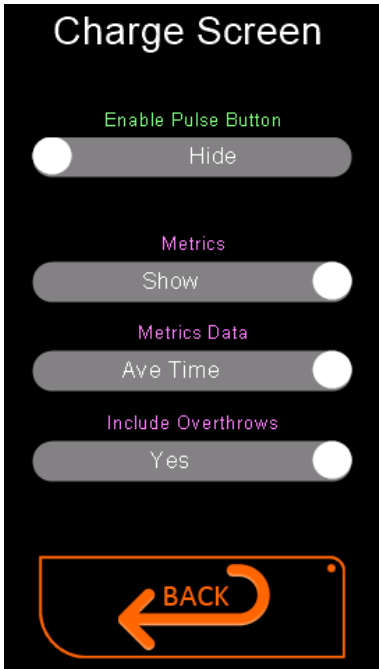 Charge Screen
Enable Pulse Button
Hide
Metrics
Show
Metrics Data
Ave Time
Include Overthrows
Yes
BACK